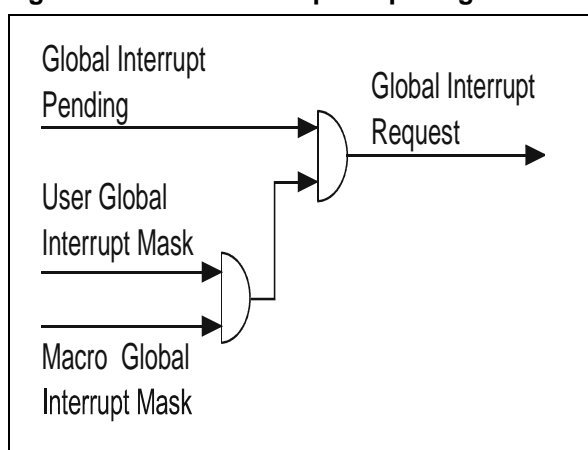 Global Interrupt
Pending
Global Interrupt
Request
User Global
Interrupt Mask
Macro Global
Interrupt Mask